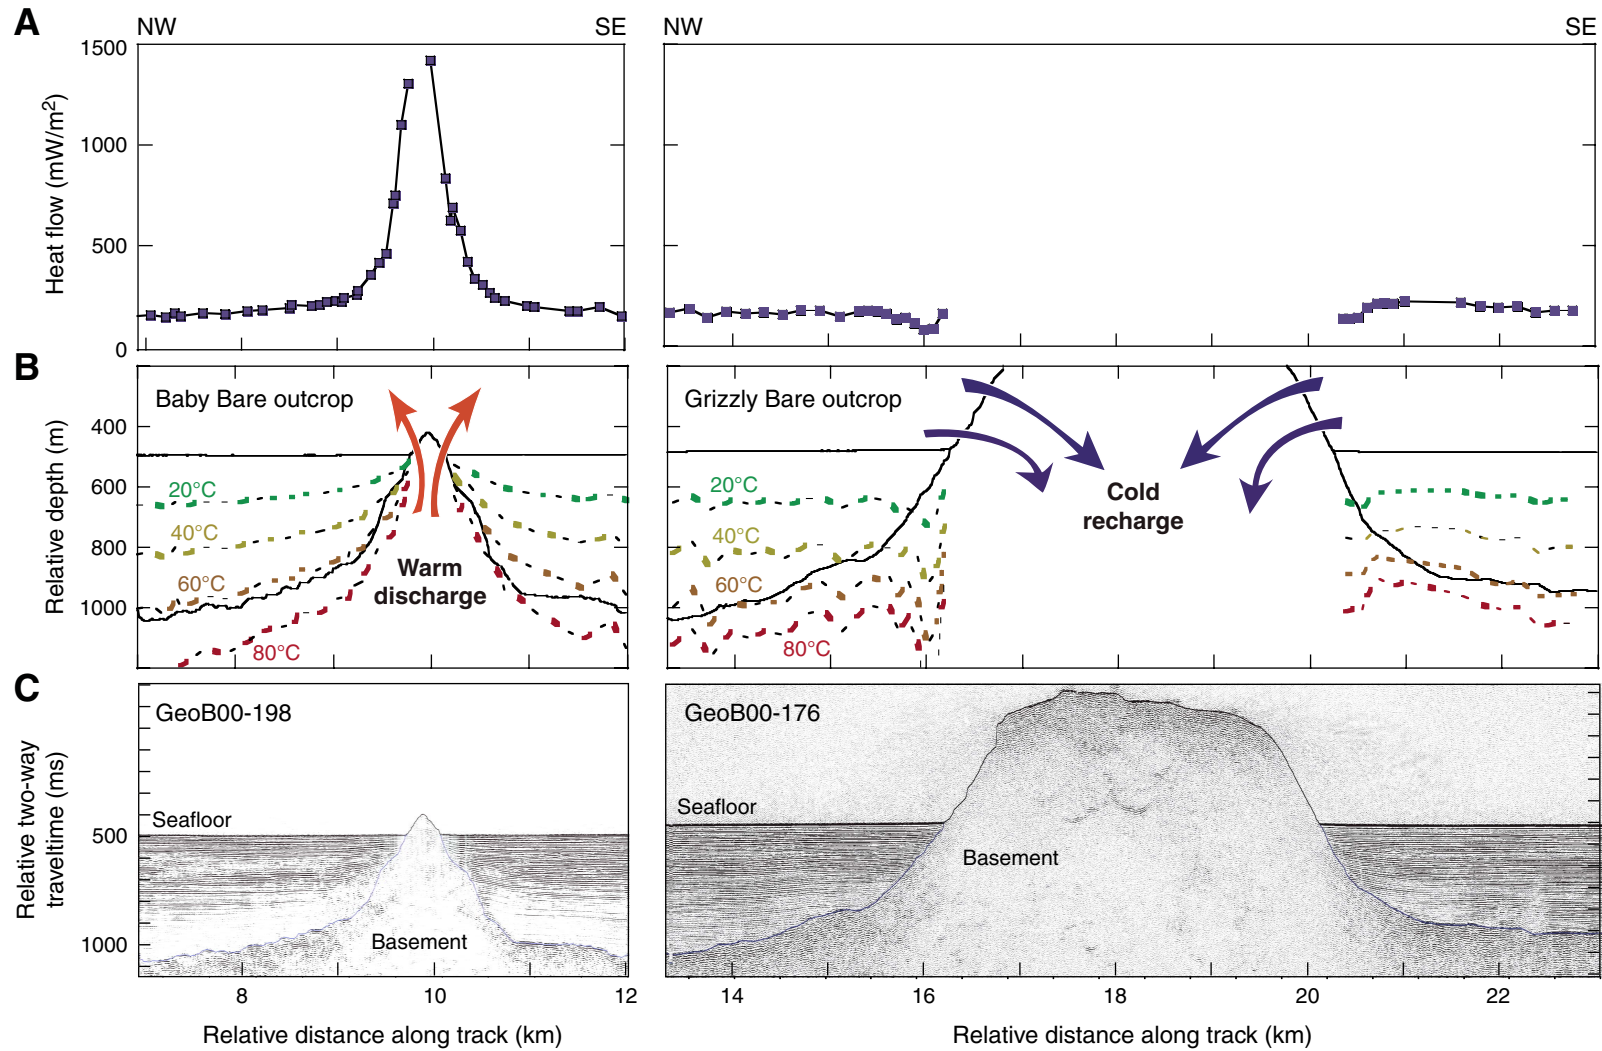 A
NW
SE
NW
SE
1500
1000
500
0
Heat flow (mW/m²)
B
Baby Bare outcrop
Grizzly Bare outcrop
400
600
800
1000
Relative depth (m)
20°C
40°C
60°C
80°C
Warm
discharge
20°C
40°C
60°C
80°C
Cold
recharge
C
GeoB00-198
GeoB00-176
Relative two-way
traveltime (ms)
Seafloor
Seafloor
500
1000
Basement
Basement
8
10
12
14
16
18
20
22
Relative distance along track (km)
Relative distance along track (km)